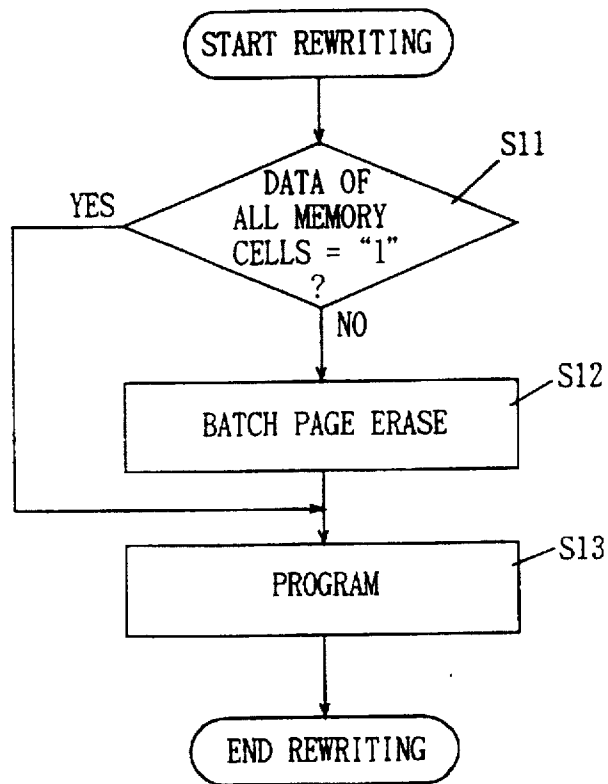 START REWRITING
S11
YES
DATA OF
ALL MEMORY
CELLS = “1”
?
NO
S12
BATCH PAGE ERASE
S13
PROGRAM
END REWRITING